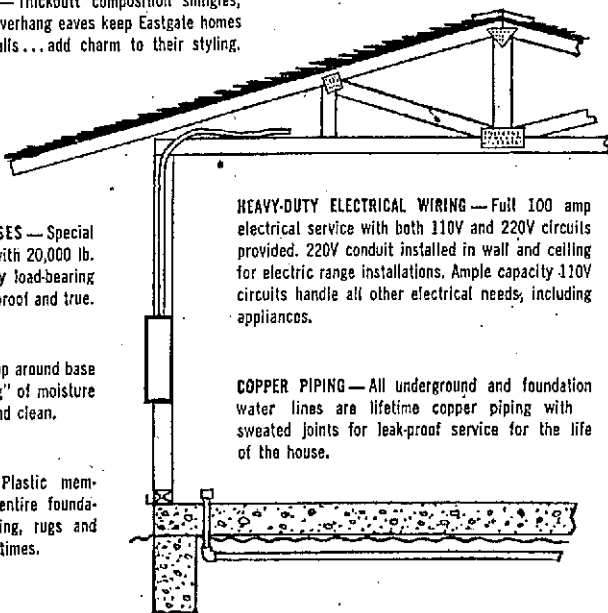 — Thickbutt composition shingles,
verhang eaves keep Eastgate homes
alls... add charm to their styling.
SES — Special
with 20,000 lb.
y load-bearing
proof and true.
HEAVY-DUTY ELECTRICAL WIRING — Full 100 amp
electrical service with both 110V and 220V circuits
provided. 220V conduit installed in wall and ceiling
for electric range installations. Ample capacity 110V
circuits handle all other electrical needs, including
appliances.
p around base
g" of moisture
nd clean.
COPPER PIPING — All underground and foundation
water lines are lifetime copper piping with
sweated joints for leak-proof service for the life
of the house.
Plastic mem-
entire founda-
ing, rugs and
times.